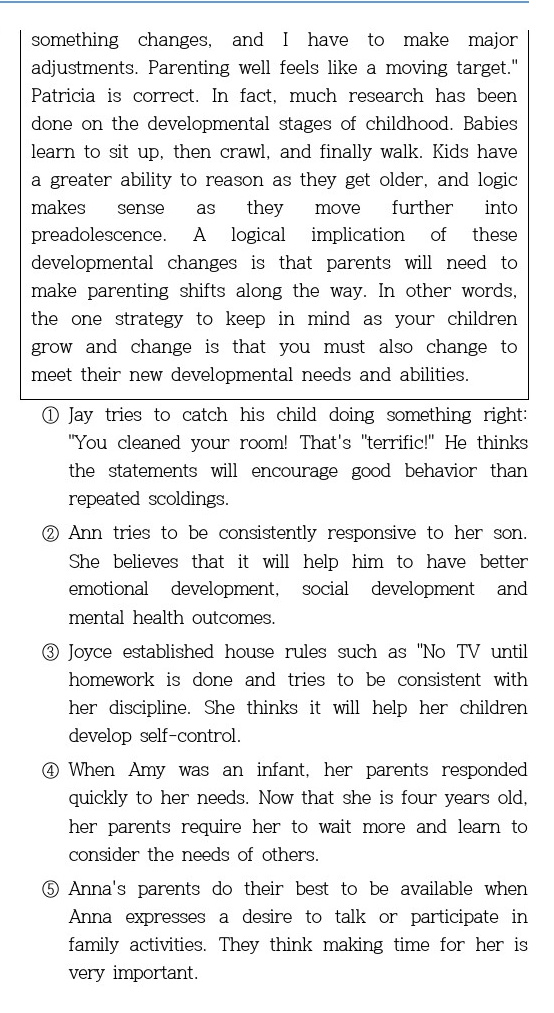 something changes, and I have to make major
adjustments. Parenting well feels like a moving target."
Patricia is correct. In fact, much research has been
done on the developmental stages of childhood. Babies
learn to sit up, then crawl, and finally walk. Kids have
a greater ability to reason as they get older, and logic
makes sense as they move further into
preadolescence. A logical implication of these
developmental changes is that parents will need to
make parenting shifts along the way. In other words,
the one strategy to keep in mind as your children
grow and change is that you must also change to
meet their new developmental needs and abilities.
① Jay tries to catch his child doing something right:
"You cleaned your room! That's "terrific!" He thinks
the statements will encourage good behavior than
repeated scoldings.
② Ann tries to be consistently responsive to her son.
She believes that it will help him to have better
emotional development, social development and
mental health outcomes.
③ Joyce established house rules such as "No TV until
homework is done and tries to be consistent with
her discipline. She thinks it will help her children
develop self-control.
④ When Amy was an infant, her parents responded
quickly to her needs. Now that she is four years old,
her parents require her to wait more and learn to
consider the needs of others.
⑤ Anna's parents do their best to be available when
Anna expresses a desire to talk or participate in
family activities. They think making time for her is
very important.